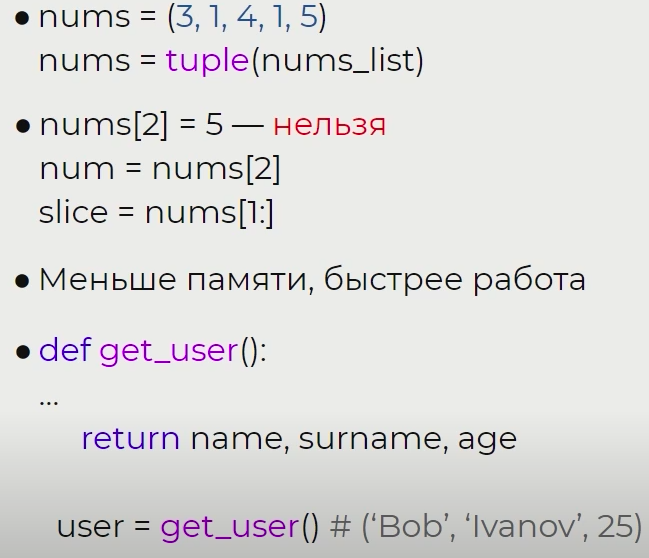 ● nums = (3, 1, 4, 1, 5)
nums = tuple(nums_list)
● nums[2] = 5 — нельзя
num = nums[2]
slice = nums[1:]
● Меньше памяти, быстрее работа
● def get_user():
...
return name, surname, age
user = get_user() # (‘Bob’, ‘Ivanov’, 25)